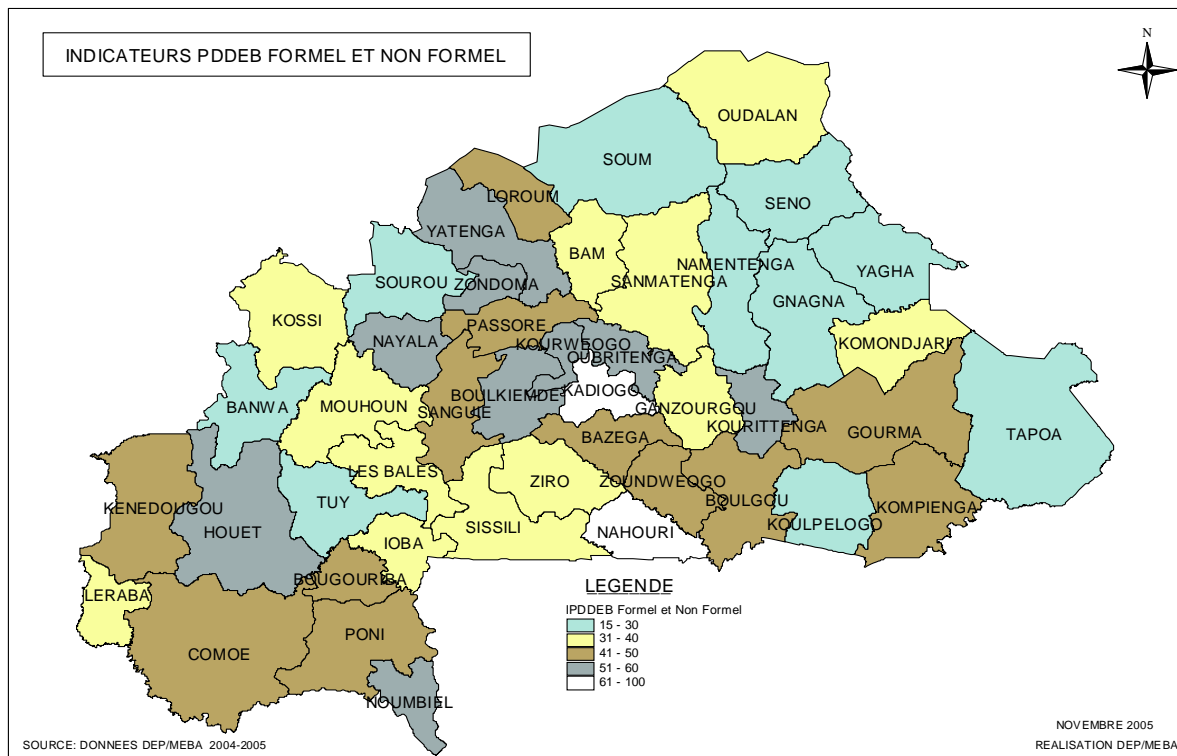 INDICATEURS PDDEB FORMEL ET NON FORMEL
N
OUDALAN
SOUM
LOROUM
SENO
YATENGA
BAM
NAMENTENGA
YAGHA
SOUROU
ZONDOMA
SANMATENGA
GNAGNA
KOSSI
PASSORE
NAYALA
KOURWEOGO
KOMONDJARI
OUBRITENGA
BOULKIEMDE
KADIOGO
BANWA
MOUHOUN
SANGUIE
GANZOURGOU
KOURITTENGA
BAZEGA
GOURMA
TAPOA
LES BALES
ZIRO
ZOUNDWEOGO
BOULGOU
KENEDOUGOU
TUY
KOMPIENGA
HOUET
SISSILI
NAHOURI
KOULPELOGO
IOBA
BOUGOURIBA
LERABA
PONI
COMOE
NOUMBIEL
LEGENDE
IPDDEB Formel et Non Formel
15 - 30
31 - 40
41 - 50
51 - 60
61 - 100
NOVEMBRE 2005
SOURCE: DONNEES DEP/MEBA 2004-2005
REALISATION DEP/MEBA